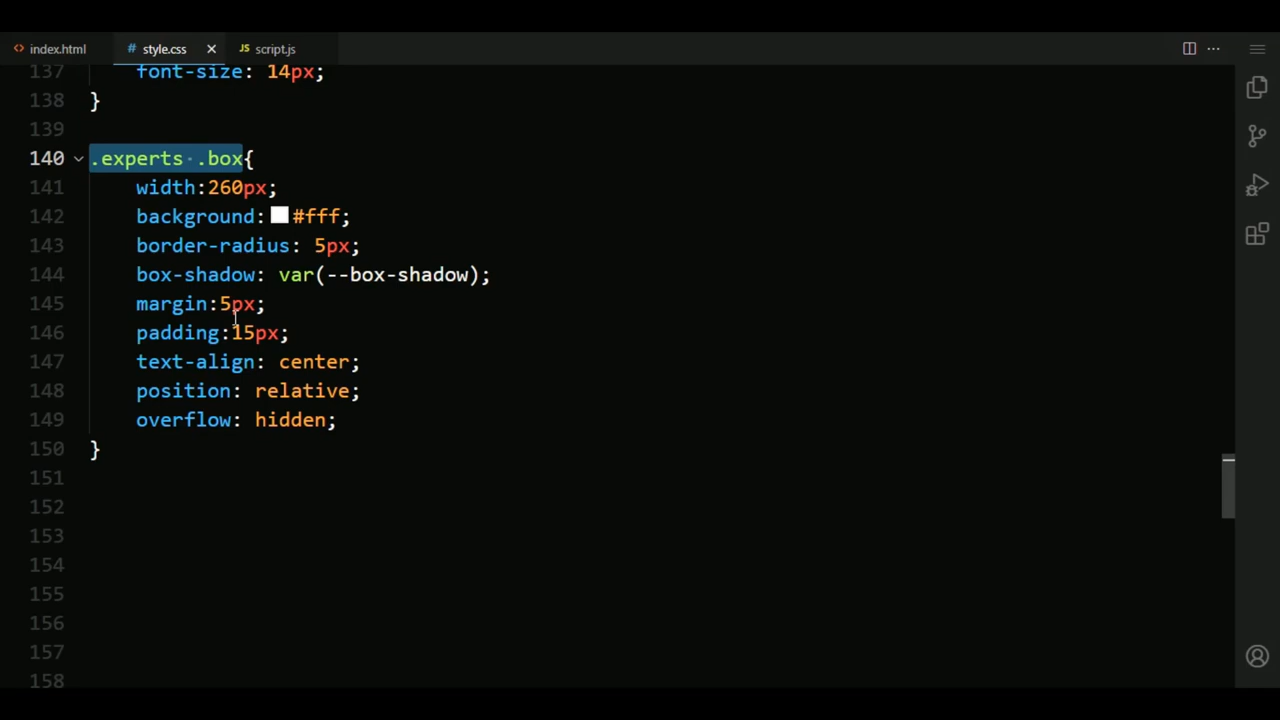 index.html style.css script.js
137 font-size: 14px;
138 }
139
140 .experts .box{
141 width:260px;
142 background: #fff;
143 border-radius: 5px;
144 box-shadow: var(--box-shadow);
145 margin:5px;
146 padding:15px;
147 text-align: center;
148 position: relative;
149 overflow: hidden;
150 }
151
152
153
154
155
156
157
158